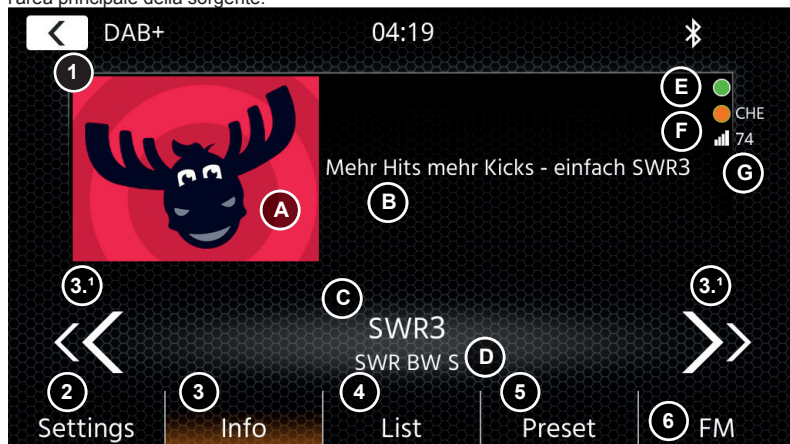 l'area principale della sorgente.
DAB+ 04:19
1
E
CHE
F
74
G
Mehr Hits mehr Kicks - einfach SWR3
A
B
3.¹ 3.¹
C
SWR3
SWR BW S D
2 3 4 5
Settings Info List Preset 6 FM